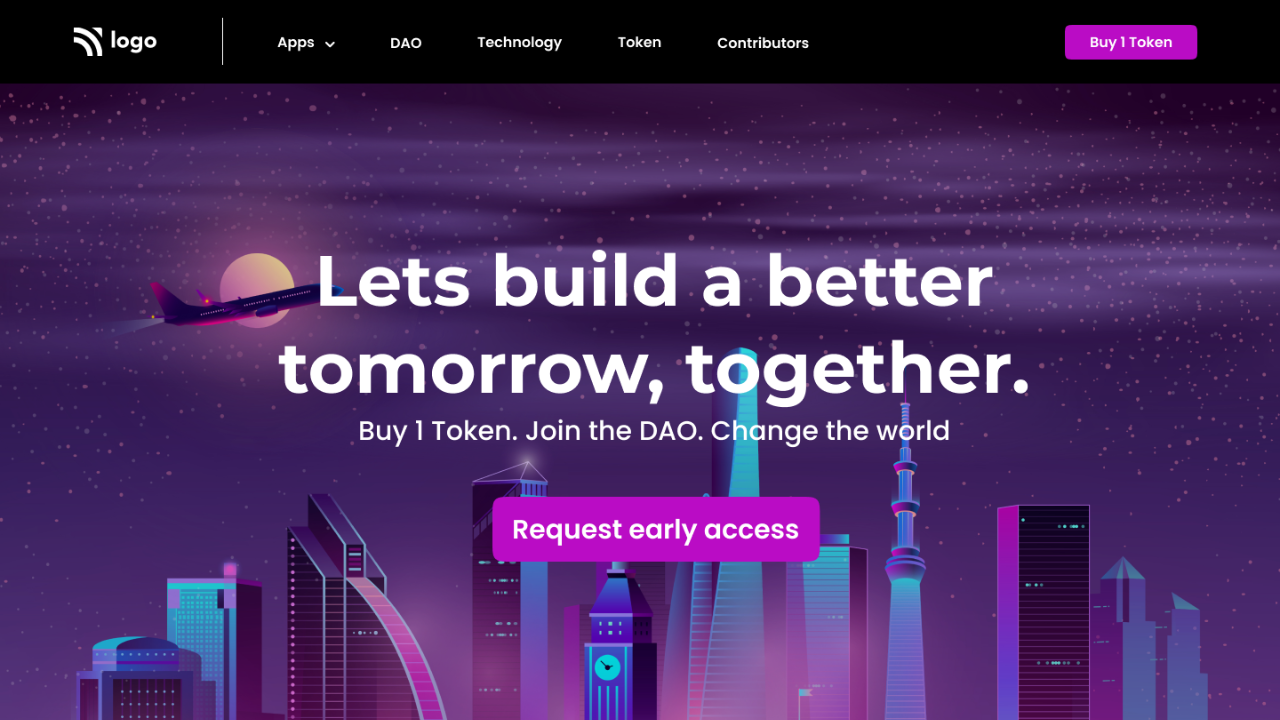 logo
Apps
DAO
Technology
Token
Contributors
Buy 1 Token
Lets build a better
tomorrow, together.
Buy 1 Token. Join the DAO. Change the world
Request early access